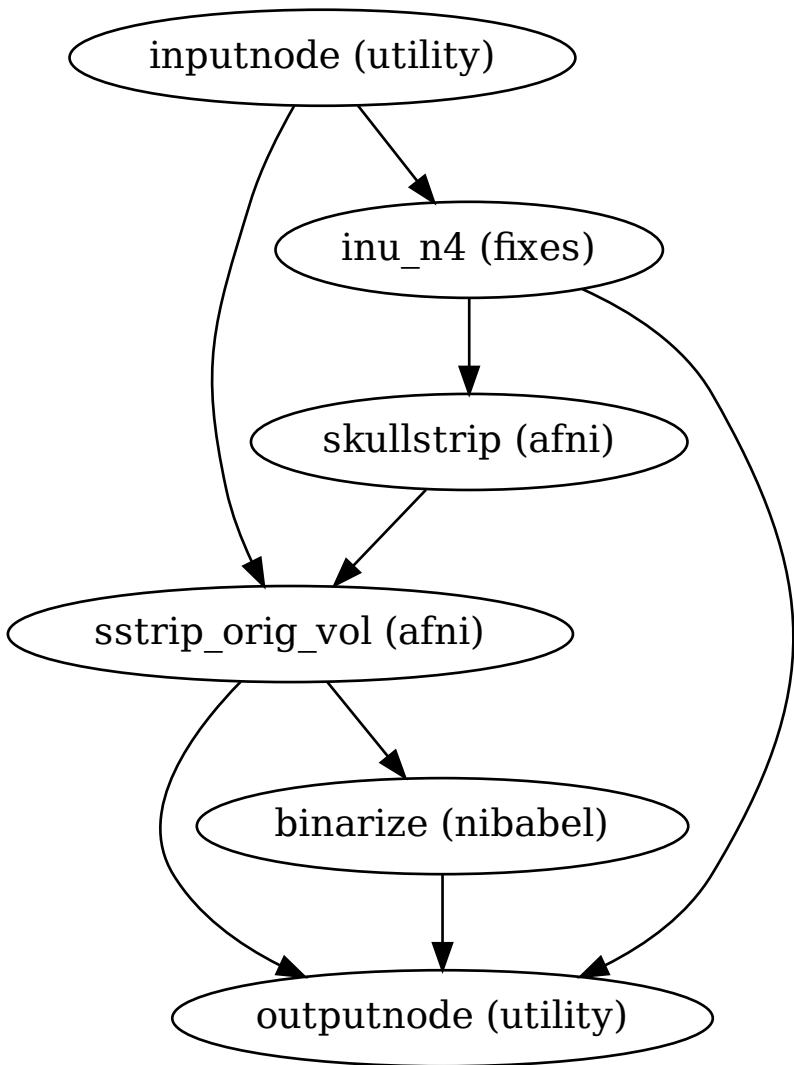 inputnode (utility)
inu_n4 (fixes)
skullstrip (afni)
sstrip_orig_vol (afni)
binarize (nibabel)
outputnode (utility)